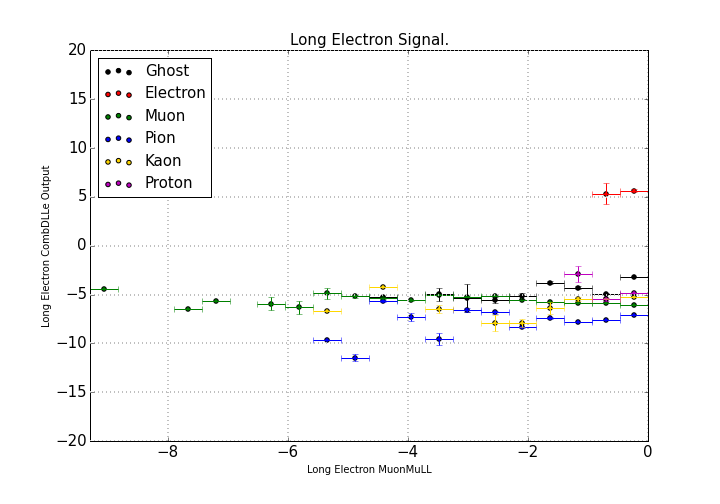 Long Electron Signal.
20
15
10
5
0
−5
−10
−15
−20
Long Electron CombDLLe Output
Ghost
Electron
Muon
Pion
Kaon
Proton
−8
−6
−4
−2
0
Long Electron MuonMuLL